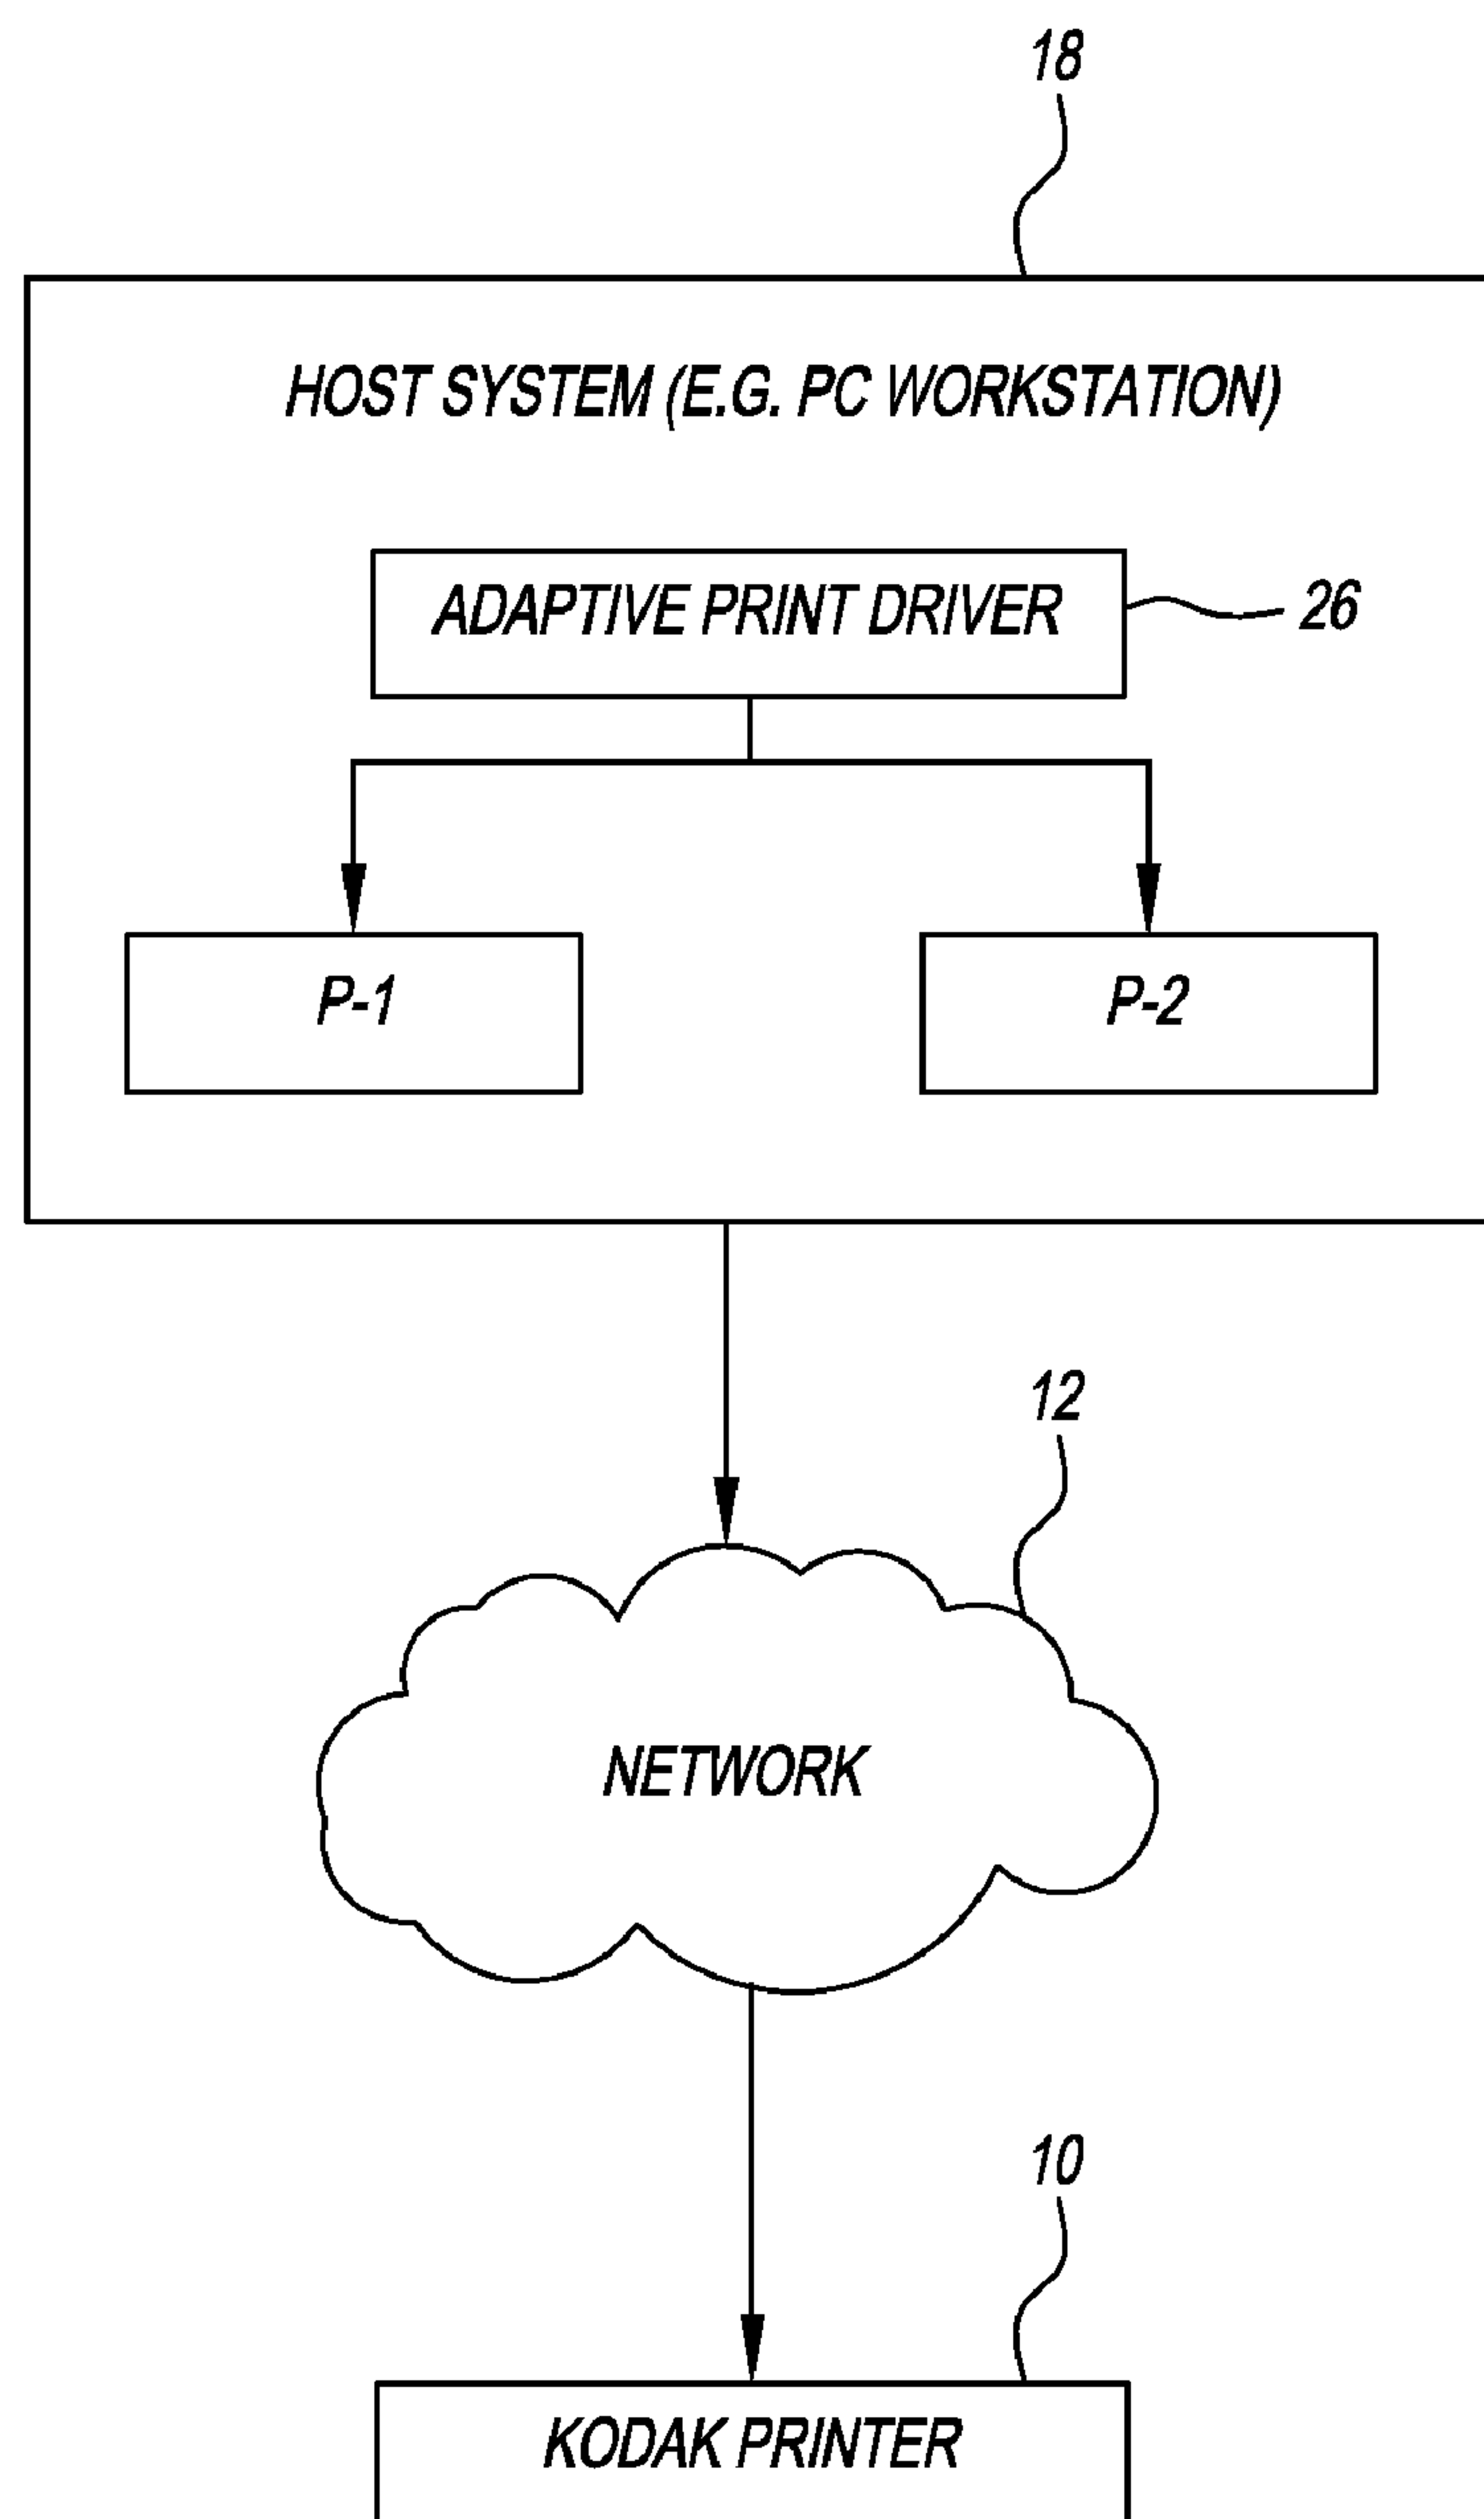 18
HOST SYSTEM (E.G. PC WORKSTATION)
ADAPTIVE PRINT DRIVER
26
P-1
P-2
12
NETWORK
10
KODAK PRINTER